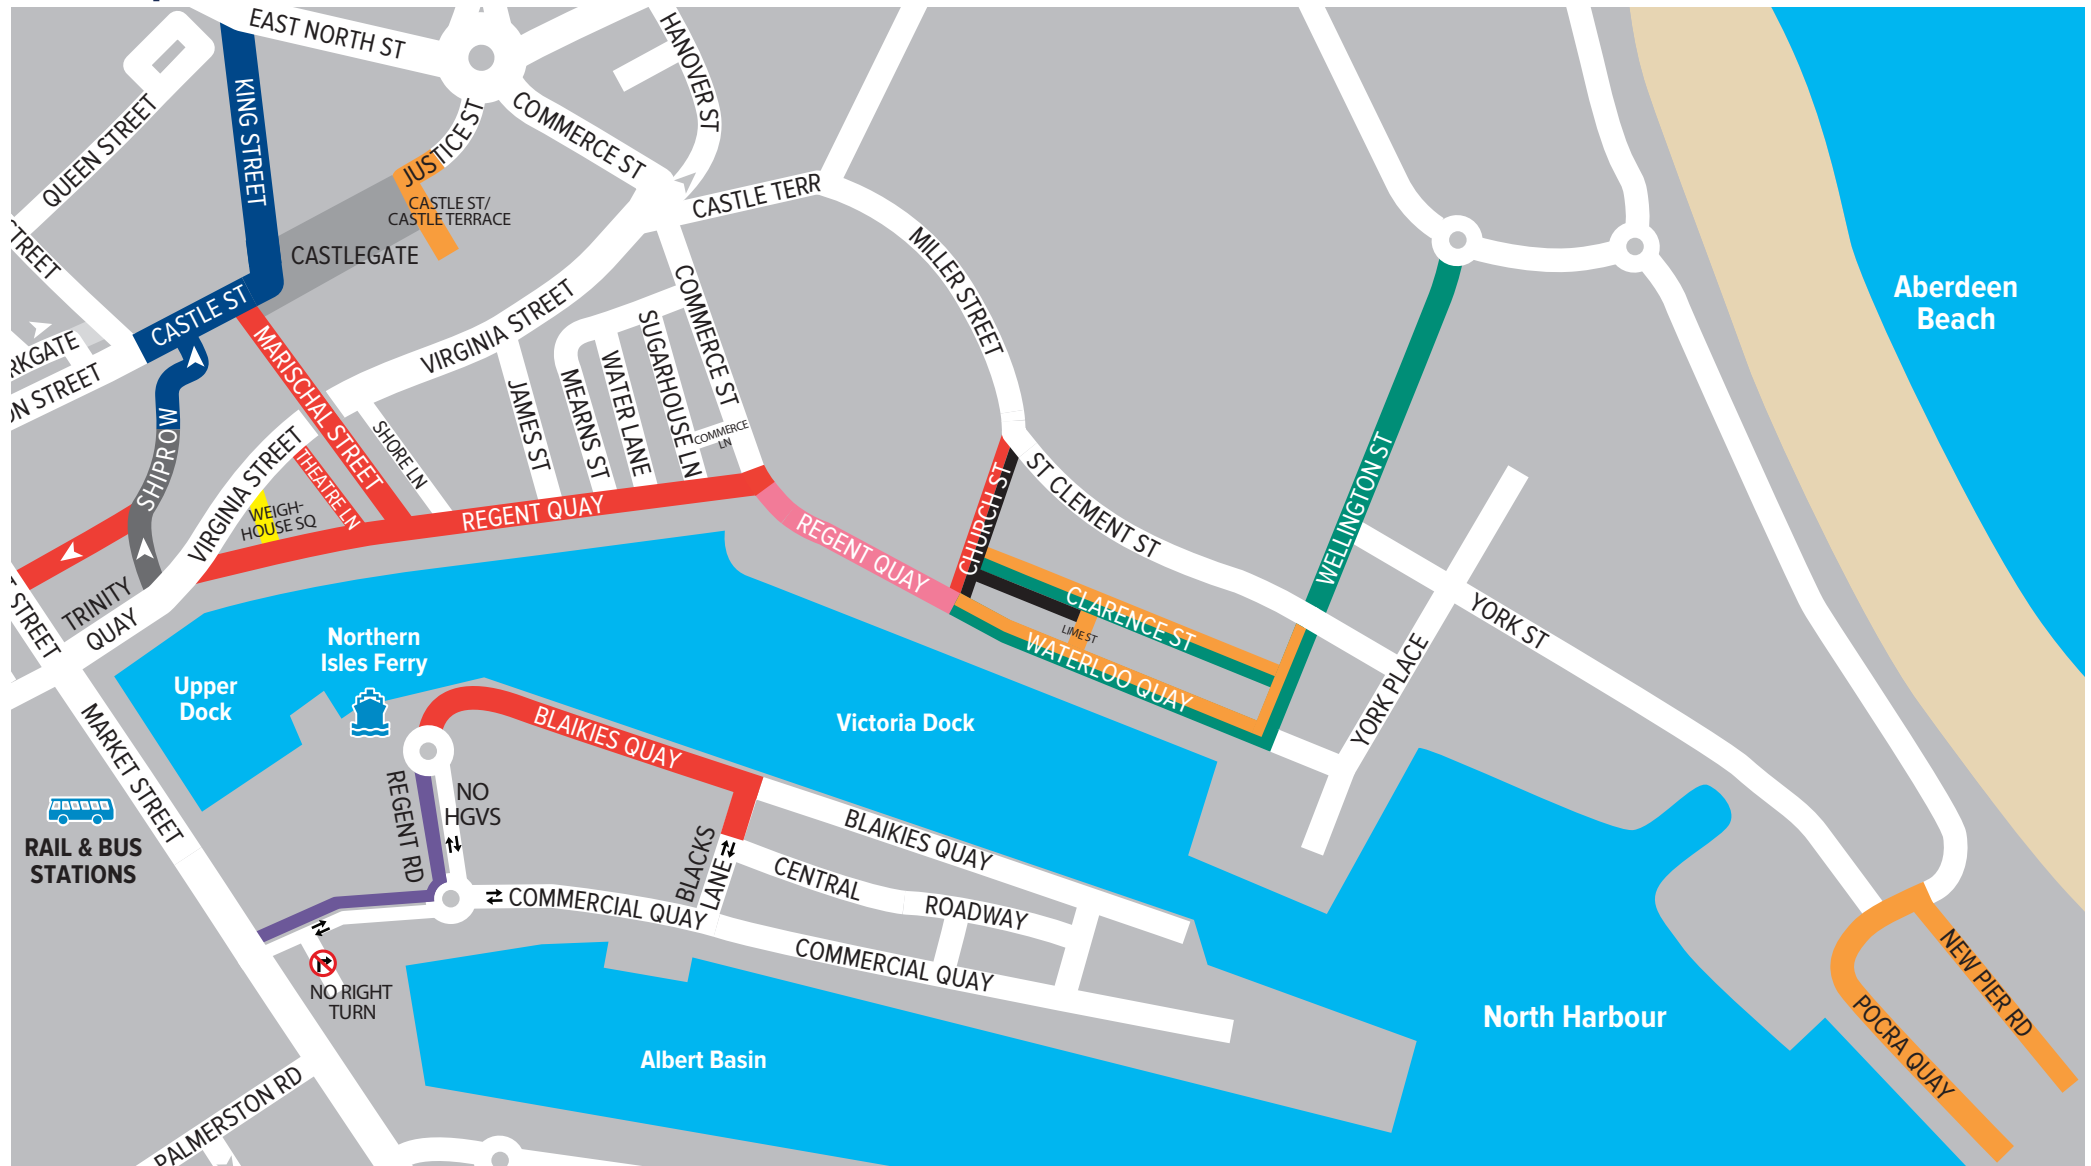 EAST NORTH ST
HANOVER ST
KING STREET
QUEEN STREET
COMMERCE ST
JUSTICE ST
CASTLE ST/
CASTLE TERRACE
CASTLE TERR
CASTLEGATE
MILLER STREET
TREET
Aberdeen
Beach
CASTLE ST
VIRGINIA STREET
COMMERCE ST
SUGARHOUSE LN
WATER LANE
MEARNS ST
JAMES ST
RKGATE
ON STREET
MARISCHAL STREET
SHORE LN
COMMERCE
LN
SHIPROW
VIRGINIA STREET
THEATRE LN
WEIGH-
HOUSE SQ
REGENT QUAY
REGENT QUAY
CHURCH ST
ST CLEMENT ST
WELLINGTON ST
TRINITY
QUAY
T STREET
CLARENCE ST
LIME ST
WATERLOO QUAY
YORK ST
YORK PLACE
Northern
Isles Ferry
Upper
Dock
Victoria Dock
MARKET STREET
BLAIKIES QUAY
REGENT RD
NO
HGVS
RAIL & BUS
STATIONS
BLAIKIES QUAY
BLACKS
LANE
CENTRAL
ROADWAY
COMMERCIAL QUAY
COMMERCIAL QUAY
NO RIGHT
TURN
North Harbour
NEW PIER RD
POCRA QUAY
Albert Basin
PALMERSTON RD